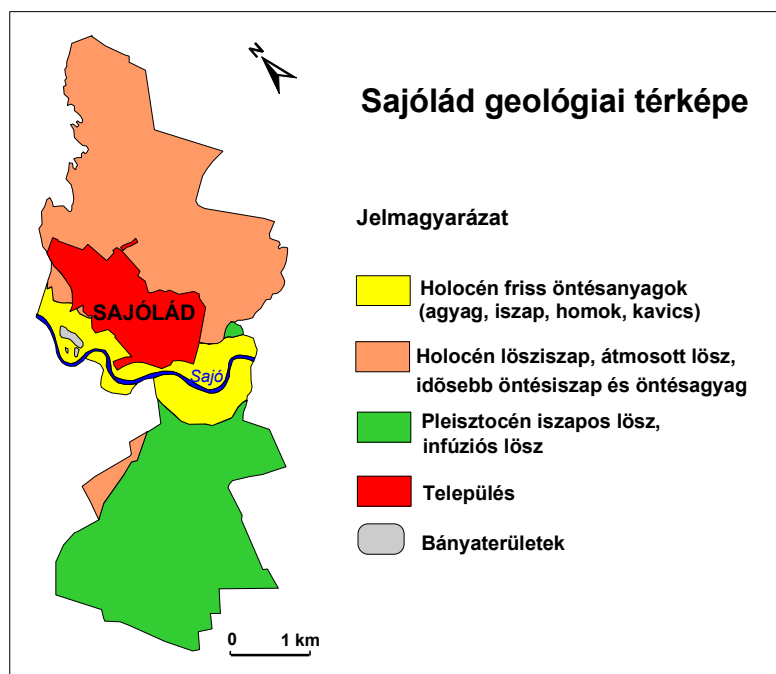 N
Sajólád geológiai térképe
Jelmagyarázat
Holocén friss öntésanyagok
(agyag, iszap, homok, kavics)
SAJÓLÁD
Holocén lösziszap, átmosott lösz,
idősebb öntésiszap és öntésagyag
Sajó
Pleisztocén iszapos lösz,
infúziós lösz
Település
Bányaterületek
0 1 km